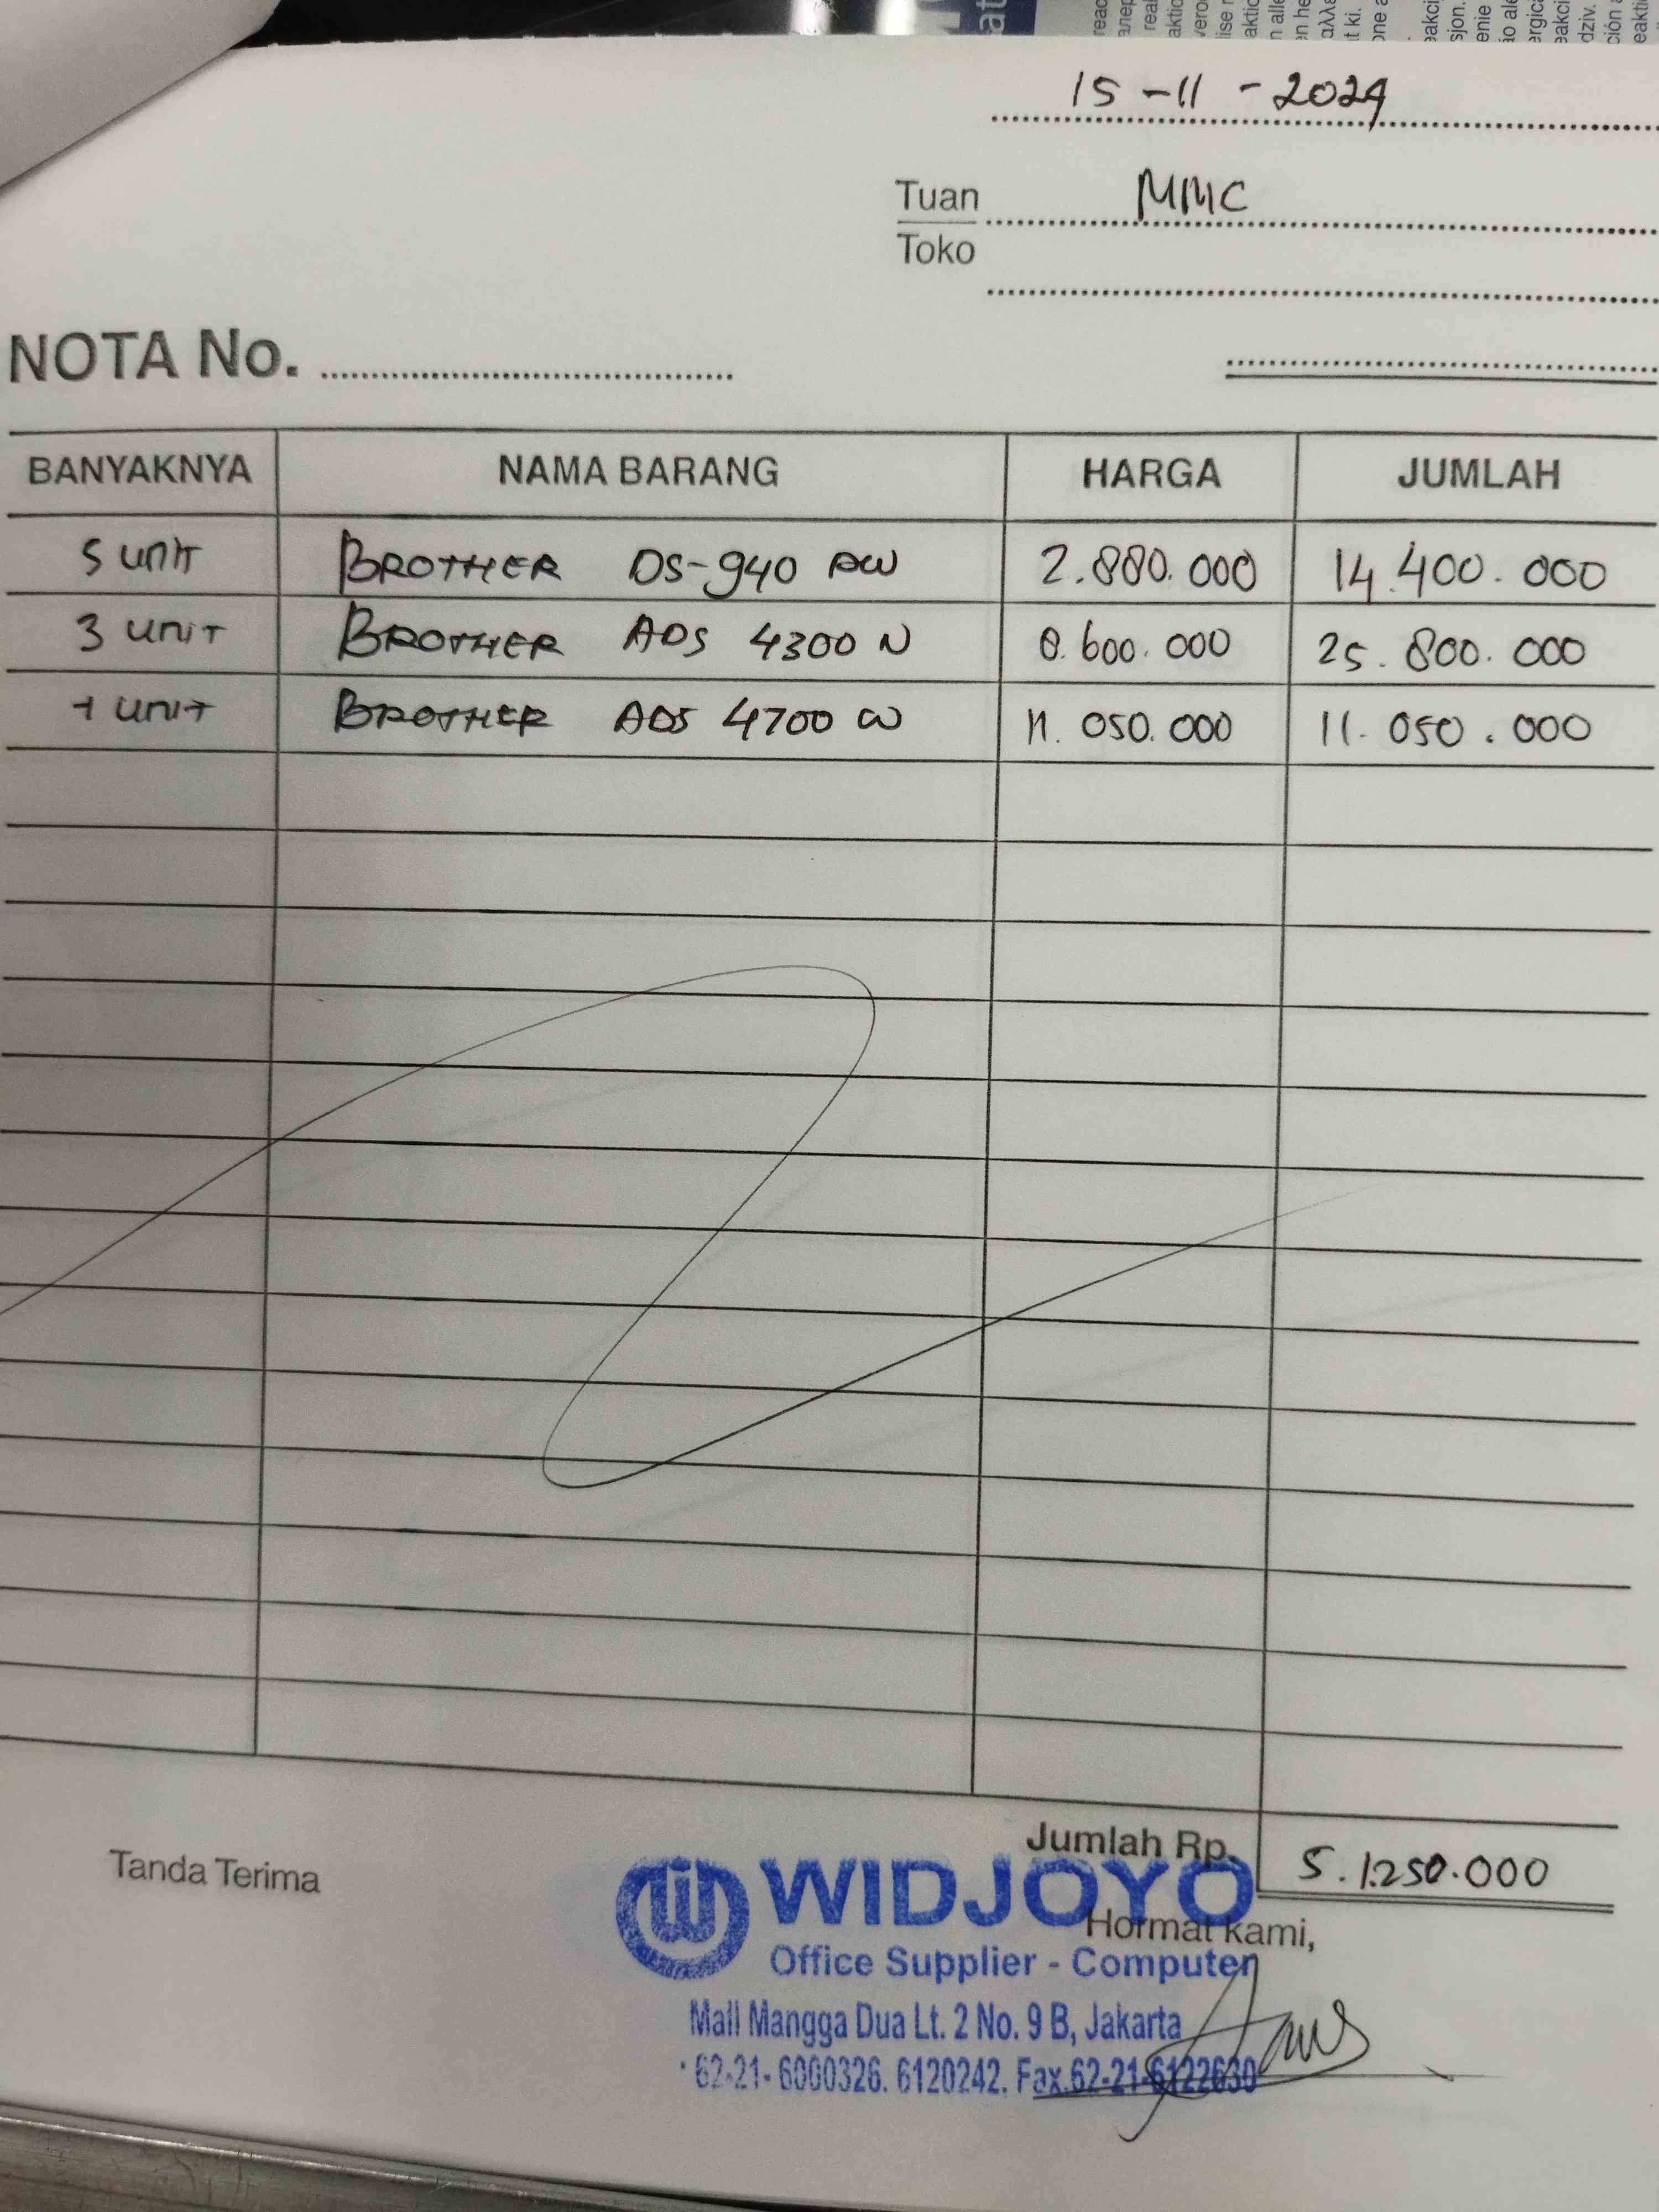 15-11-2024
Tuan MMC
Toko
NOTA No.
BANYAKNYA NAMA BARANG HARGA JUMLAH
5 unit BROTHER DS-940 DW 2.880.000 14.400.000
3 UNIT BROTHER ADS 4300 N 8.600.000 25.800.000
1 UNIT BROTHER ADS 4700 W 11.050.000 11.050.000
Jumlah Rp. 5.1.250.000
Tanda Terima
WIDJOYO
Hormat kami,
Office Supplier - Computer
Mall Mangga Dua Lt. 2 No. 9 B, Jakarta
62-21-6000326. 6120242. Fax.62-21-6122630